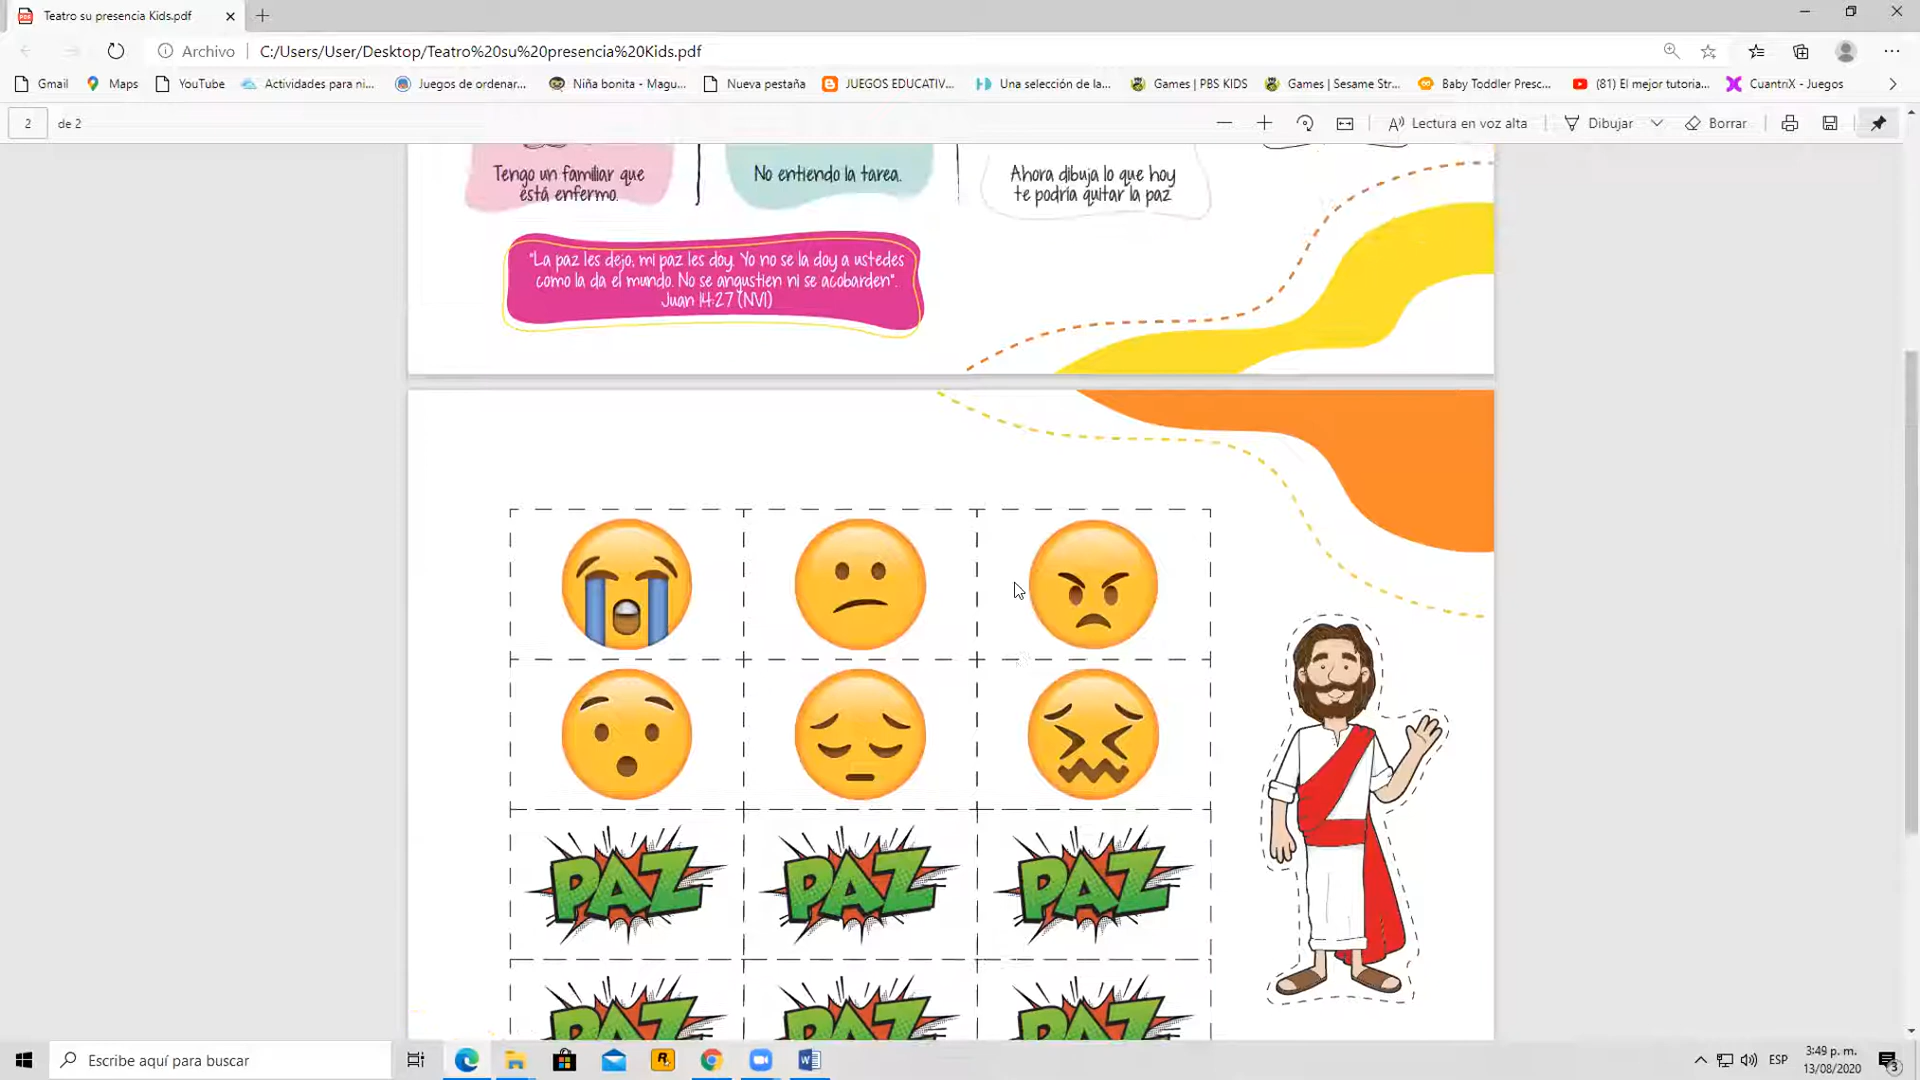 Teatro su presencia Kids.pdf
Archivo
C:/Users/User/Desktop/Teatro%20su%20presencia%20Kids.pdf
Gmail
Maps
YouTube
Actividades para ni...
Juegos de ordenar...
Niña bonita - Magu...
Nueva pestaña
JUEGOS EDUCATIV...
Una selección de la...
Games | PBS KIDS
Games | Sesame Str...
Baby Toddler Presc...
(81) El mejor tutoria...
CuantriX - Juegos
2 de 2
Lectura en voz alta
Dibujar
Borrar
Tengo un familiar que
está enfermo.
No entiendo la tarea.
Ahora dibuja lo que hoy
te podría quitar la paz
"La paz les dejo; mi paz les doy. Yo no se la doy a ustedes
como la da el mundo. No se angustien ni se acobarden".
Juan 14:27 (NVI)
PAZ
PAZ
PAZ
PAZ
PAZ
PAZ
Escribe aquí para buscar
ESP
3:49 p. m.
13/08/2020
3